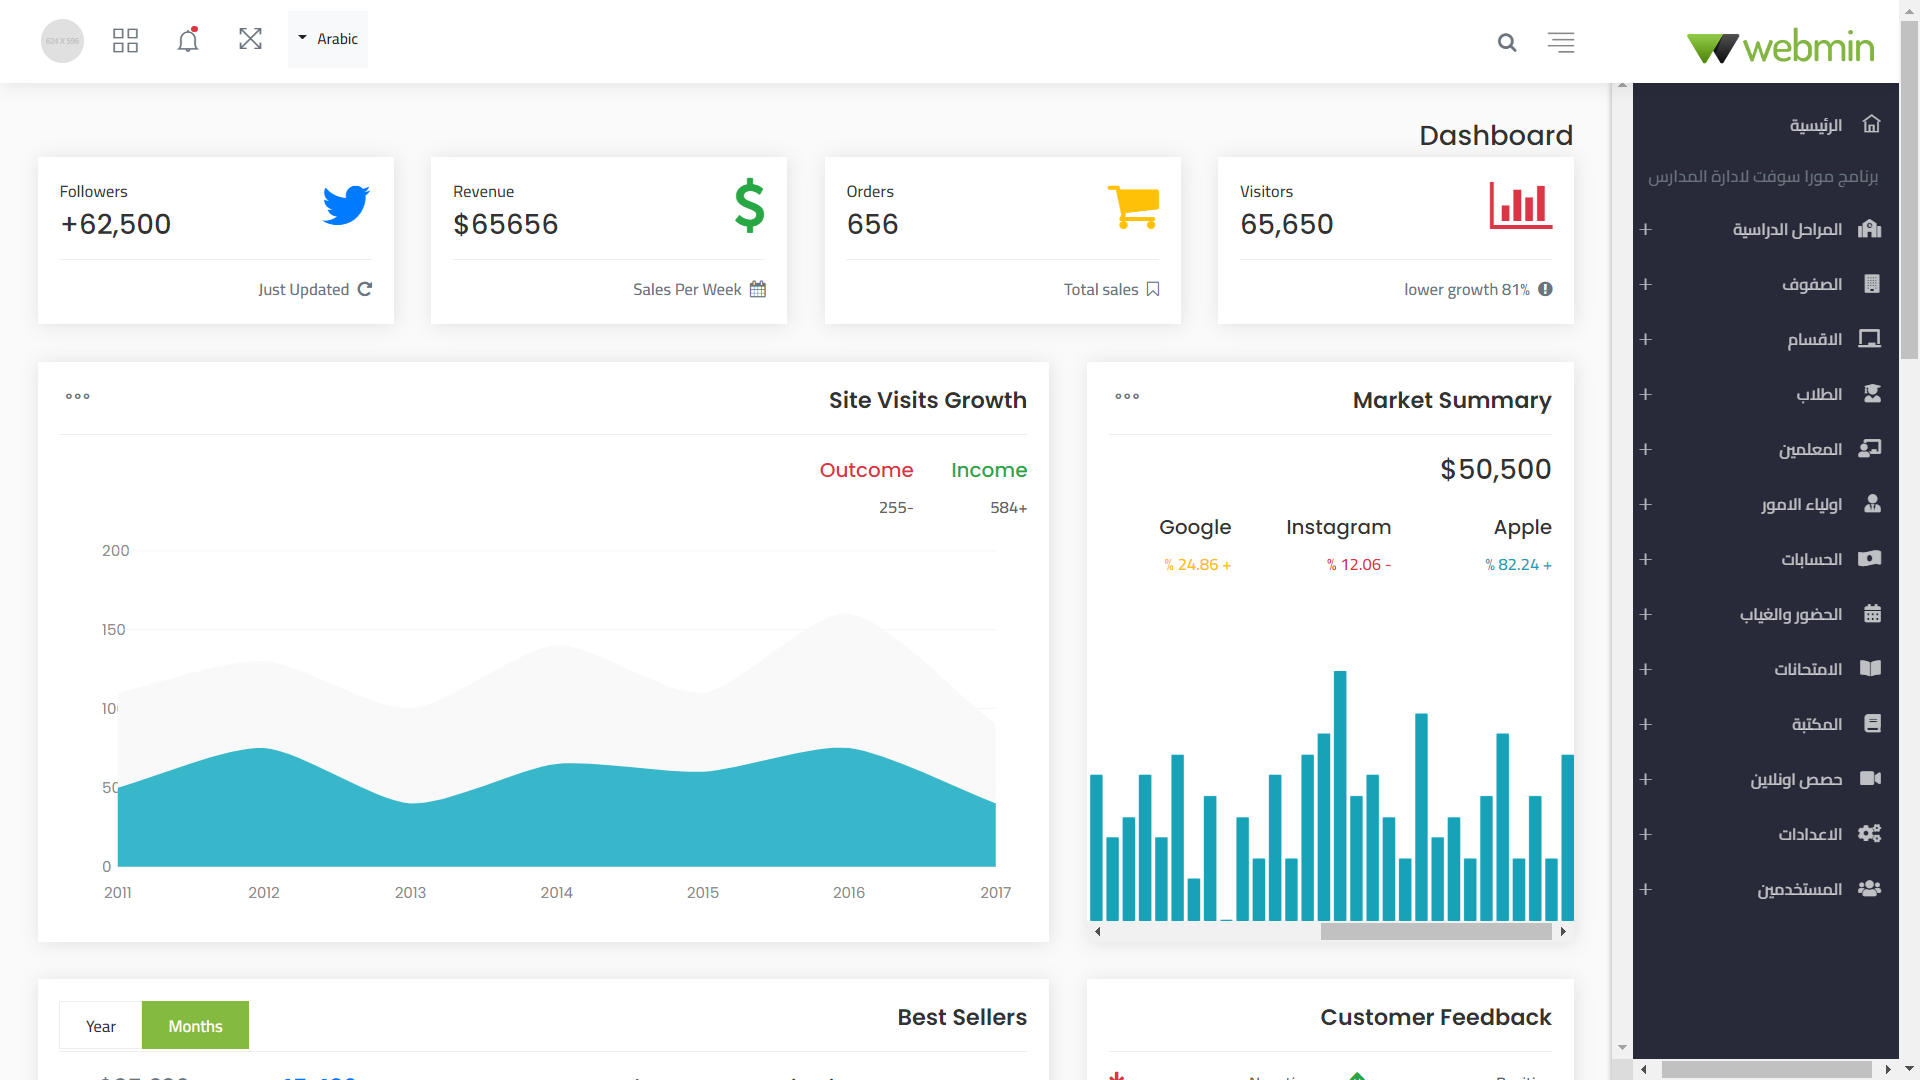 624 X 596
Arabic
webmin
الرئيسية
برنامج مورا سوفت لادارة المدارس
المراحل الدراسية
الصفوف
الاقسام
الطلاب
المعلمين
اولياء الامور
الحسابات
الحضور والغياب
الامتحانات
المكتبة
حصص اونلاين
الاعدادات
المستخدمين
Dashboard
Followers
+62,500
Just Updated
Revenue
$65656
Sales Per Week
Orders
656
Total sales
Visitors
65,650
lower growth 81%
Site Visits Growth
Outcome Income
255- 584+
200
150
100
50
0
2011 2012 2013 2014 2015 2016 2017
Market Summary
$50,500
Google Instagram Apple
% 24.86 + % 12.06 - % 82.24 +
Year Months
Best Sellers
Customer Feedback